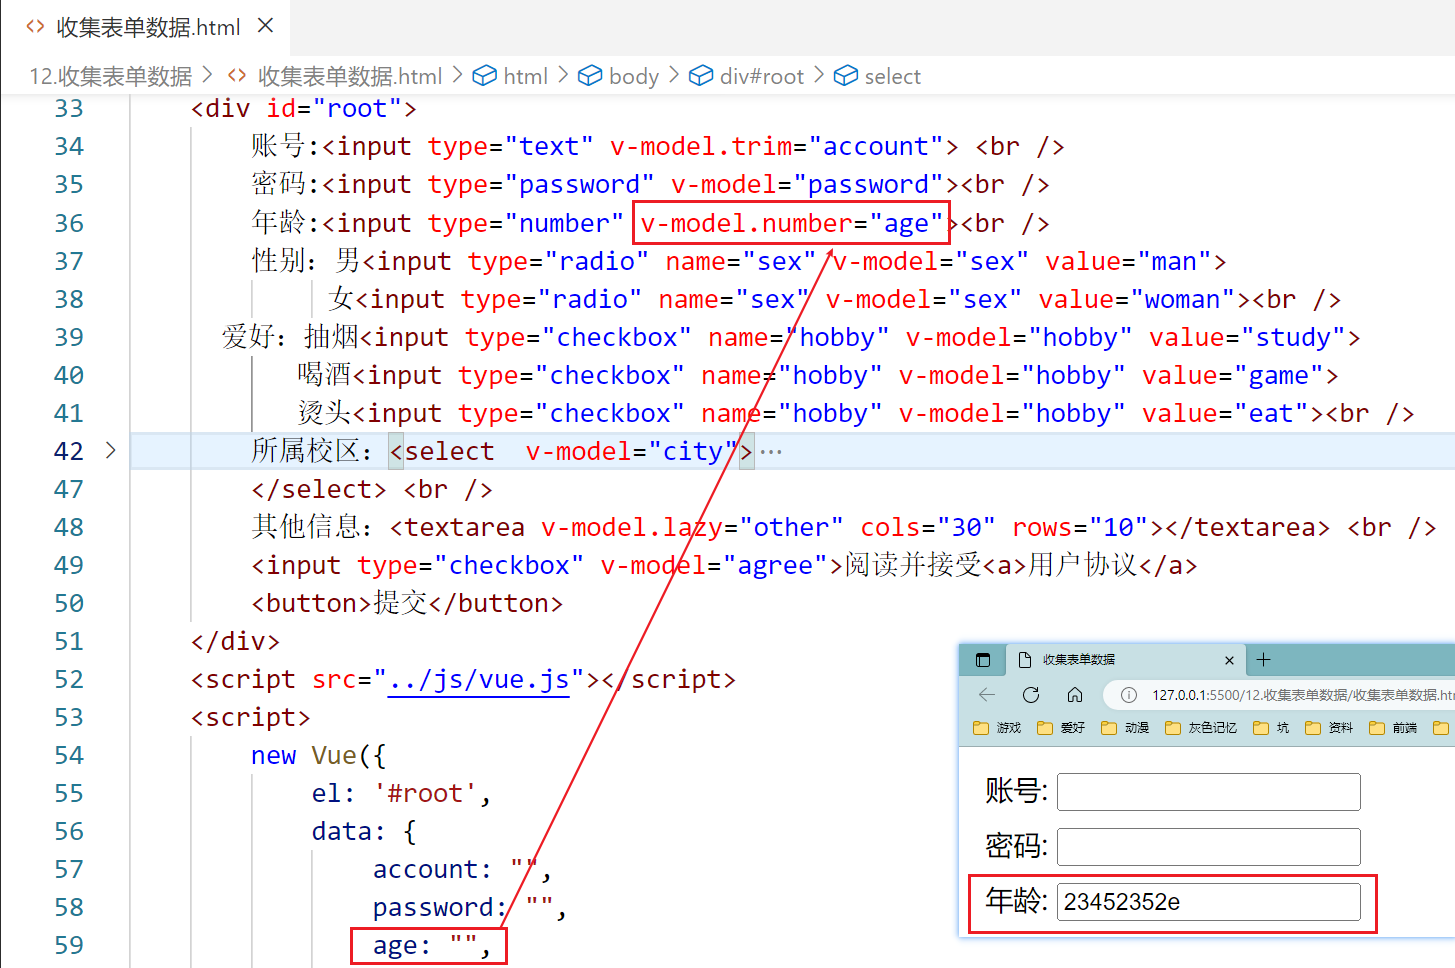 收集表单数据.html
12.收集表单数据 > 收集表单数据.html > html > body > div#root > select
33 <div id="root">
34 账号:<input type="text" v-model.trim="account"> <br />
35 密码:<input type="password" v-model="password"><br />
36 年龄:<input type="number" v-model.number="age"><br />
37 性别: 男<input type="radio" name="sex" v-model="sex" value="man">
38 女<input type="radio" name="sex" v-model="sex" value="woman"><br />
39 爱好: 抽烟<input type="checkbox" name="hobby" v-model="hobby" value="study">
40 喝酒<input type="checkbox" name="hobby" v-model="hobby" value="game">
41 烫头<input type="checkbox" name="hobby" v-model="hobby" value="eat"><br />
42 所属校区: <select  v-model="city">···
47 </select> <br />
48 其他信息: <textarea v-model.lazy="other" cols="30" rows="10"></textarea> <br />
49 <input type="checkbox" v-model="agree">阅读并接受<a>用户协议</a>
50 <button>提交</button>
51 </div>
52 <script src="../js/vue.js"></script>
53 <script>
54 new Vue({
55 el: '#root',
56 data: {
57 account: "",
58 password: "",
59 age: "",
收集表单数据
127.0.0.1:5500/12.收集表单数据/收集表单数据.ht
游戏 爱好 动漫 灰色记忆 坑 资料 前端
账号:
密码:
年龄: 23452352e